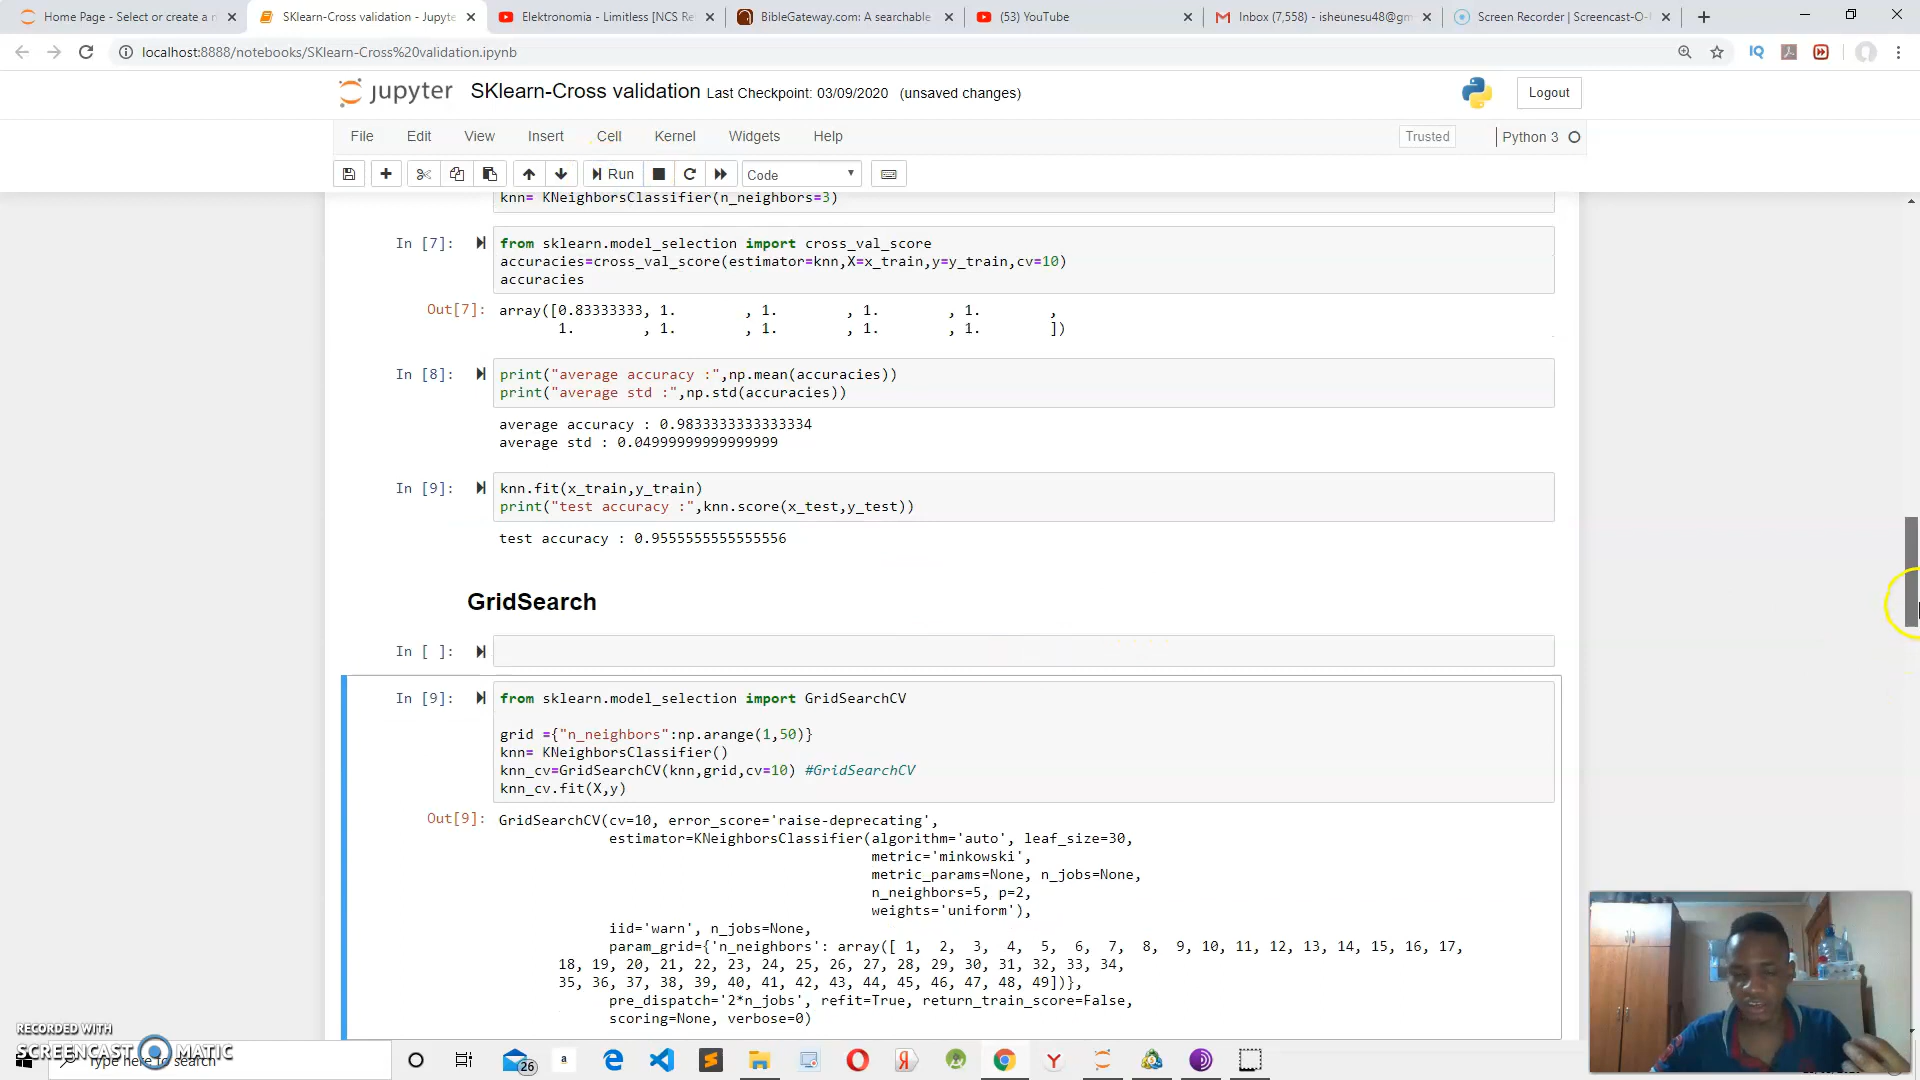 Home Page - Select or create a n
SKlearn-Cross validation - Jupyte
Elektronomia - Limitless [NCS Re
BibleGateway.com: A searchable
(53) YouTube
Inbox (7,558) - isheunesu48@gm
Screen Recorder | Screencast-O-
localhost:8888/notebooks/SKlearn-Cross%20validation.ipynb
IQ
jupyter SKlearn-Cross validation Last Checkpoint: 03/09/2020 (unsaved changes)
Logout
File Edit View Insert Cell Kernel Widgets Help
Trusted
Python 3
Run
Code
knn= KNeighborsClassifier(n_neighbors=3)
In [7]: from sklearn.model_selection import cross_val_score
accuracies=cross_val_score(estimator=knn,X=x_train,y=y_train,cv=10)
accuracies
Out[7]: array([0.83333333, 1. , 1. , 1. , 1. ,
1. , 1. , 1. , 1. , 1. ])
In [8]: print("average accuracy :",np.mean(accuracies))
print("average std :",np.std(accuracies))
average accuracy : 0.9833333333333334
average std : 0.04999999999999999
In [9]: knn.fit(x_train,y_train)
print("test accuracy :",knn.score(x_test,y_test))
test accuracy : 0.9555555555555556
GridSearch
In [ ]:
In [9]: from sklearn.model_selection import GridSearchCV
grid ={"n_neighbors":np.arange(1,50)}
knn= KNeighborsClassifier()
knn_cv=GridSearchCV(knn,grid,cv=10) #GridSearchCV
knn_cv.fit(X,y)
Out[9]: GridSearchCV(cv=10, error_score='raise-deprecating',
estimator=KNeighborsClassifier(algorithm='auto', leaf_size=30,
metric='minkowski',
metric_params=None, n_jobs=None,
n_neighbors=5, p=2,
weights='uniform'),
iid='warn', n_jobs=None,
param_grid={'n_neighbors': array([ 1, 2, 3, 4, 5, 6, 7, 8, 9, 10, 11, 12, 13, 14, 15, 16, 17,
18, 19, 20, 21, 22, 23, 24, 25, 26, 27, 28, 29, 30, 31, 32, 33, 34,
35, 36, 37, 38, 39, 40, 41, 42, 43, 44, 45, 46, 47, 48, 49])},
pre_dispatch='2*n_jobs', refit=True, return_train_score=False,
scoring=None, verbose=0)
RECORDED WITH
SCREENCAST MATIC
Type here to search
26
a